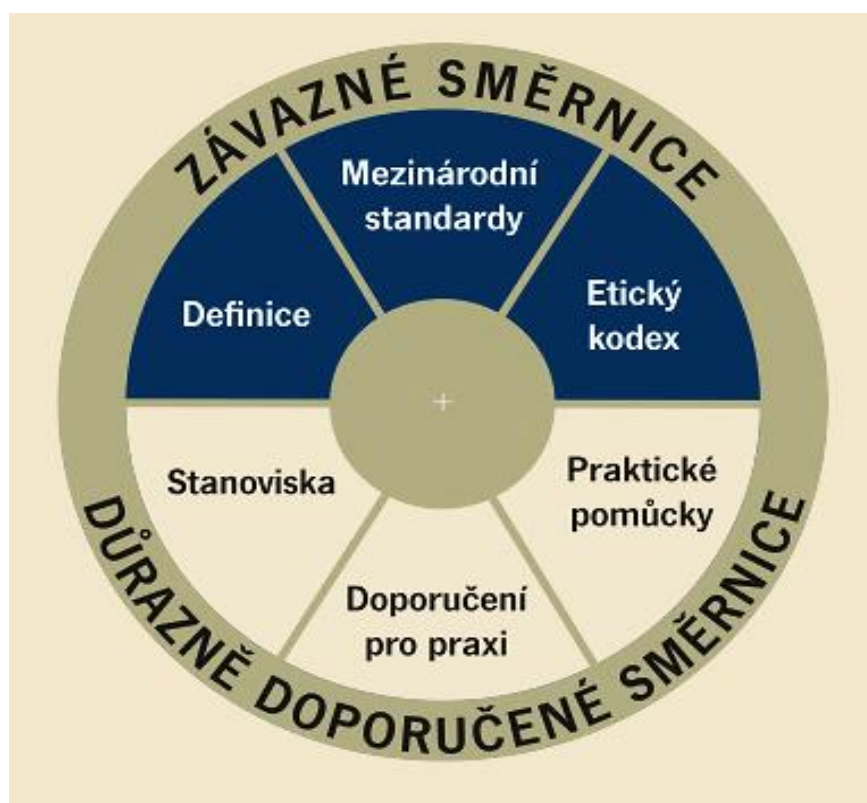 ZÁVAZNÉ SMĚRNICE
Mezinárodní
standardy
Definice
Etický
kodex
Stanoviska
Praktické
pomůcky
Doporučení
pro praxi
DŮRAZNĚ DOPORUČENÉ SMĚRNICE